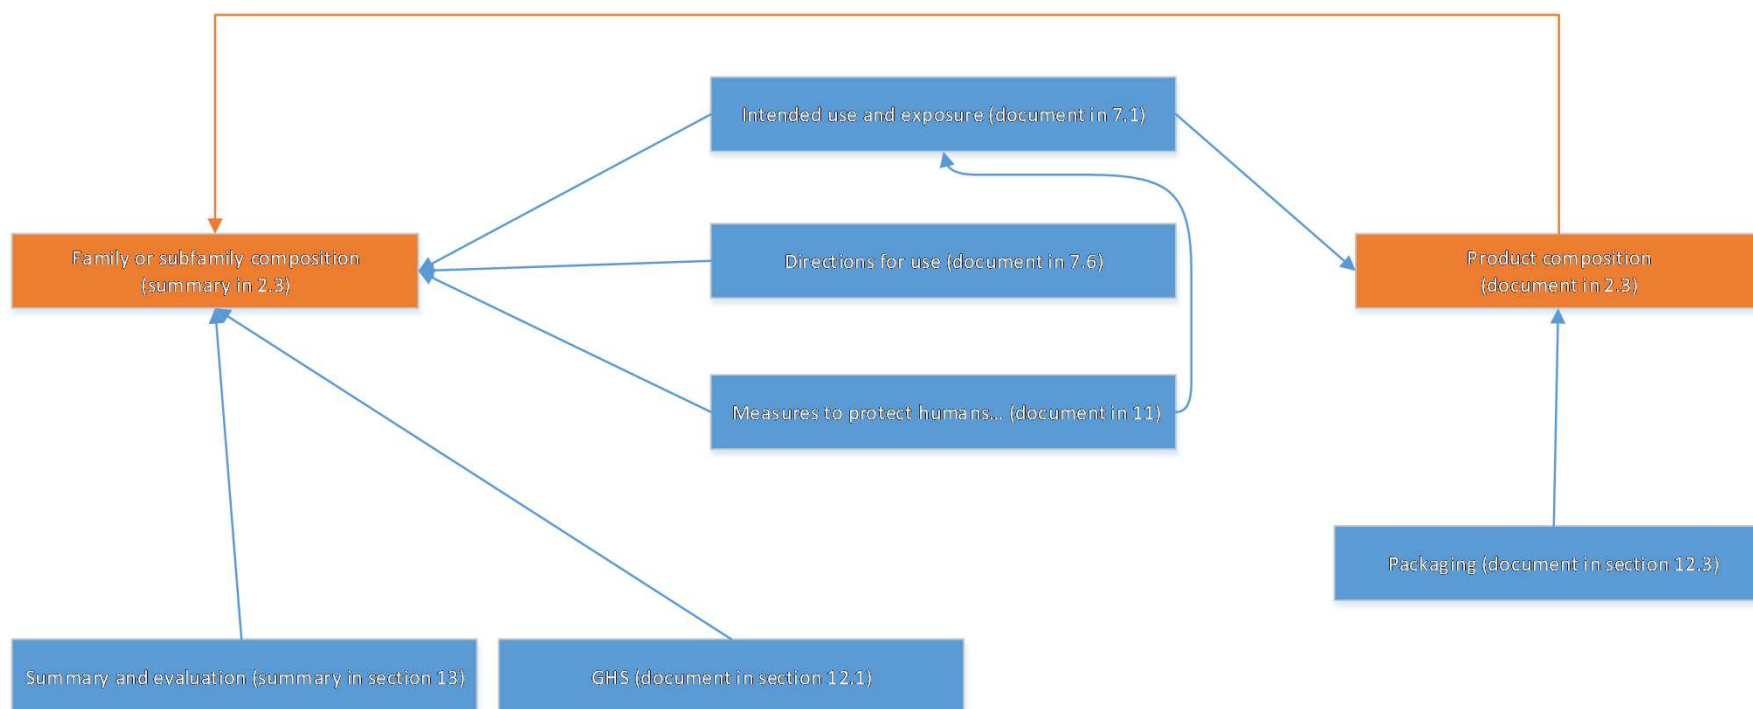 Intended use and exposure (document in 7.1)
Family or subfamily composition
(summary in 2.3)
Directions for use (document in 7.6)
Product composition
(document in 2.3)
Measures to protect humans... (document in 11)
Packaging (document in section 12.3)
Summary and evaluation (summary in section 13)
GHS (document in section 12.1)